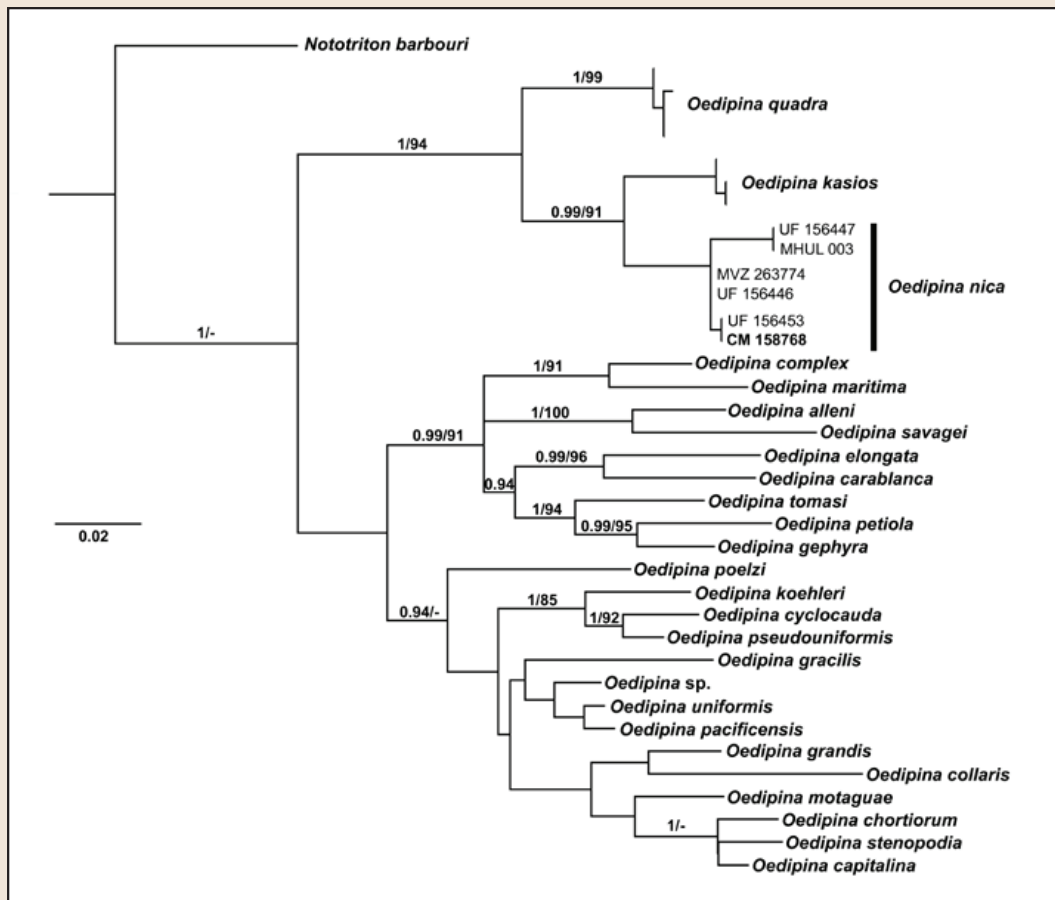 Nototriton barbouri
1/99
Oedipina quadra
1/94
Oedipina kasios
0.99/91
UF 156447
MHUL 003
MVZ 263774
UF 156446
Oedipina nica
UF 156453
CM 158768
1/-
Oedipina complex
1/91
Oedipina maritima
Oedipina alleni
1/100
Oedipina savagei
0.99/91
Oedipina elongata
0.99/96
Oedipina carablanca
0.94
Oedipina tomasi
1/94
Oedipina petiola
0.99/95
Oedipina gephyra
0.02
Oedipina poelzi
Oedipina koehleri
1/85
0.94/-
Oedipina cyclocauda
1/92
Oedipina pseudouniformis
Oedipina gracilis
Oedipina sp.
Oedipina uniformis
Oedipina pacificensis
Oedipina grandis
Oedipina collaris
Oedipina motaguae
Oedipina chortiorum
1/-
Oedipina stenopodia
Oedipina capitalina